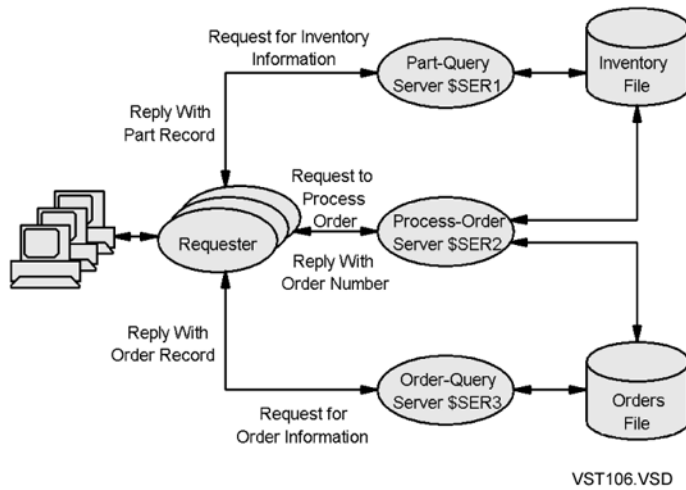 Request for Inventory
Information
Part-Query
Server $SER1
Inventory
File
Reply With
Part Record
Request to
Process
Order
Requester
Process-Order
Server $SER2
Reply With
Order Number
Reply With
Order Record
Order-Query
Server $SER3
Orders
File
Request for
Order Information
VST106.VSD